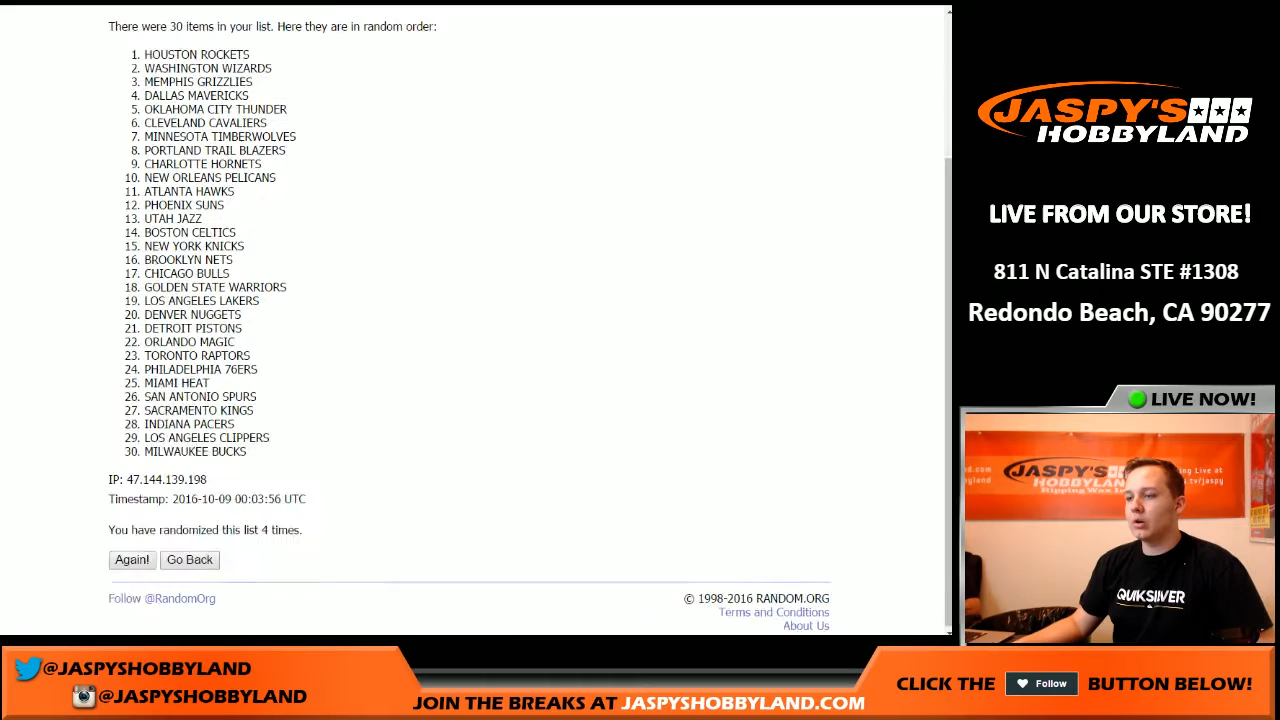 There were 30 items in your list. Here they are in random order:
1. HOUSTON ROCKETS
2. WASHINGTON WIZARDS
3. MEMPHIS GRIZZLIES
4. DALLAS MAVERICKS
5. OKLAHOMA CITY THUNDER
6. CLEVELAND CAVALIERS
7. MINNESOTA TIMBERWOLVES
8. PORTLAND TRAIL BLAZERS
9. CHARLOTTE HORNETS
10. NEW ORLEANS PELICANS
11. ATLANTA HAWKS
12. PHOENIX SUNS
13. UTAH JAZZ
14. BOSTON CELTICS
15. NEW YORK KNICKS
16. BROOKLYN NETS
17. CHICAGO BULLS
18. GOLDEN STATE WARRIORS
19. LOS ANGELES LAKERS
20. DENVER NUGGETS
21. DETROIT PISTONS
22. ORLANDO MAGIC
23. TORONTO RAPTORS
24. PHILADELPHIA 76ERS
25. MIAMI HEAT
26. SAN ANTONIO SPURS
27. SACRAMENTO KINGS
28. INDIANA PACERS
29. LOS ANGELES CLIPPERS
30. MILWAUKEE BUCKS
IP: 47.144.139.198
Timestamp: 2016-10-09 00:03:56 UTC
You have randomized this list 4 times.
Again! Go Back
Follow @RandomOrg
© 1998-2016 RANDOM.ORG
Terms and Conditions
About Us
JASPY'S
HOBBYLAND
LIVE FROM OUR STORE!
811 N Catalina STE #1308
Redondo Beach, CA 90277
LIVE NOW!
JASPY'S
HOBBYLAND
QUIKSILVER
@JASPYSHOBBYLAND
@JASPYSHOBBYLAND
JOIN THE BREAKS AT JASPYSHOBBYLAND.COM
CLICK THE Follow BUTTON BELOW!